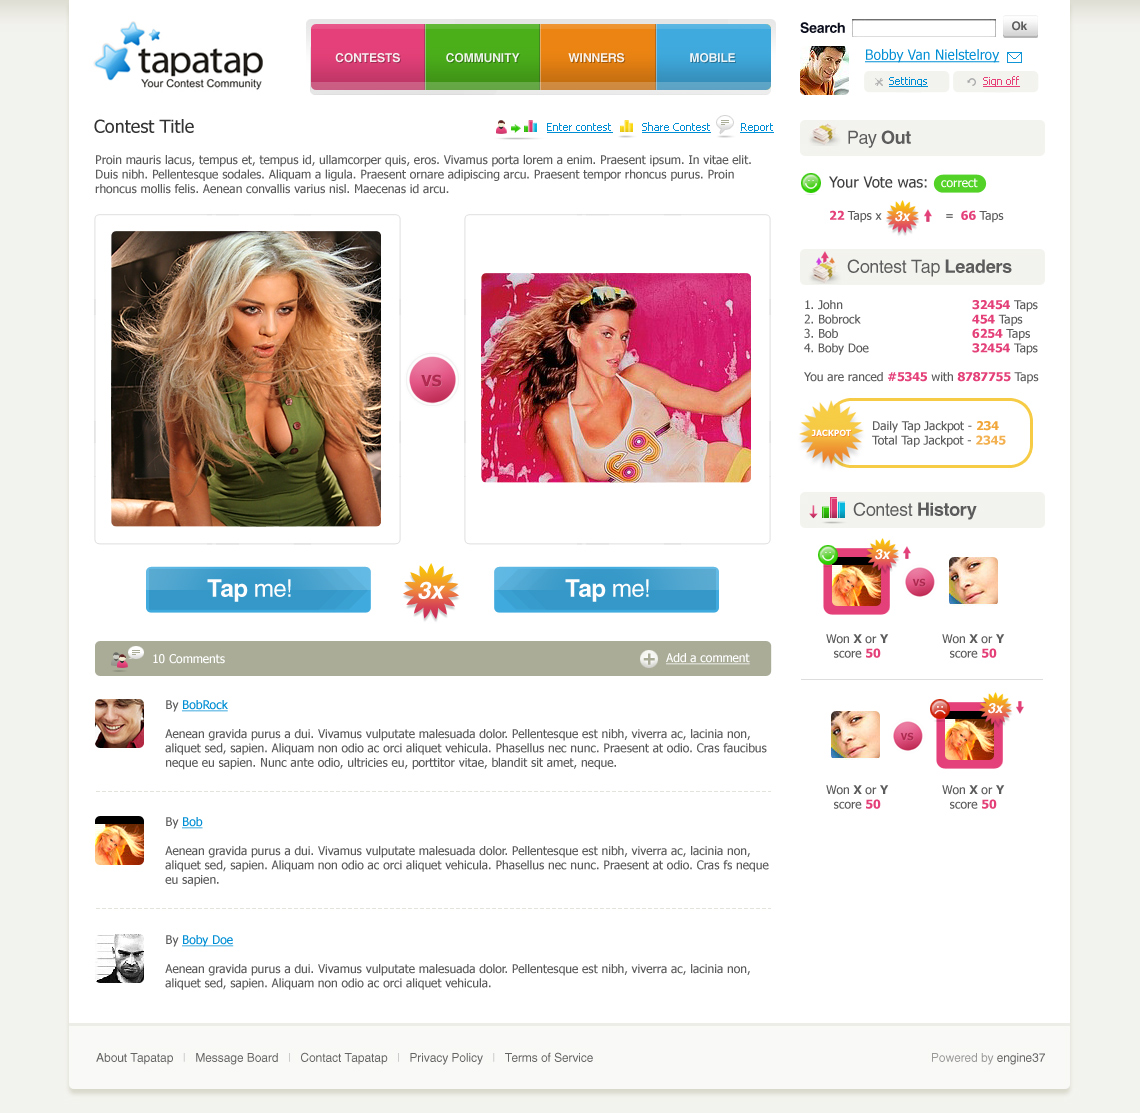 tapatap
Your Contest Community
CONTESTS
COMMUNITY
WINNERS
MOBILE
Search
Ok
Bobby Van Nielstelroy
Settings
Sign off
Contest Title
Enter contest
Share Contest
Report
Proin mauris lacus, tempus et, tempus id, ullamcorper quis, eros. Vivamus porta lorem a enim. Praesent ipsum. In vitae elit.
Duis nibh. Pellentesque sodales. Aliquam a ligula. Praesent ornare adipiscing arcu. Praesent tempor rhoncus purus. Proin
rhoncus mollis felis. Aenean convallis varius nisl. Maecenas id arcu.
VS
69
Tap me!
3x
Tap me!
10 Comments
Add a comment
By BobRock
Aenean gravida purus a dui. Vivamus vulputate malesuada dolor. Pellentesque est nibh, viverra ac, lacinia non,
aliquet sed, sapien. Aliquam non odio ac orci aliquet vehicula. Phasellus nec nunc. Praesent at odio. Cras faucibus
neque eu sapien. Nunc ante odio, ultricies eu, porttitor vitae, blandit sit amet, neque.
By Bob
Aenean gravida purus a dui. Vivamus vulputate malesuada dolor. Pellentesque est nibh, viverra ac, lacinia non,
aliquet sed, sapien. Aliquam non odio ac orci aliquet vehicula. Phasellus nec nunc. Praesent at odio. Cras fs neque
eu sapien.
By Boby Doe
Aenean gravida purus a dui. Vivamus vulputate malesuada dolor. Pellentesque est nibh, viverra ac, lacinia non,
aliquet sed, sapien. Aliquam non odio ac orci aliquet vehicula.
Pay Out
Your Vote was: correct
22 Taps x 3x = 66 Taps
Contest Tap Leaders
1. John 32454 Taps
2. Bobrock 454 Taps
3. Bob 6254 Taps
4. Boby Doe 32454 Taps
You are ranced #5345 with 8787755 Taps
JACKPOT
Daily Tap Jackpot - 234
Total Tap Jackpot - 2345
Contest History
3x
VS
Won X or Y
score 50
Won X or Y
score 50
VS
3x
Won X or Y
score 50
Won X or Y
score 50
About Tapatap | Message Board | Contact Tapatap | Privacy Policy | Terms of Service
Powered by engine37